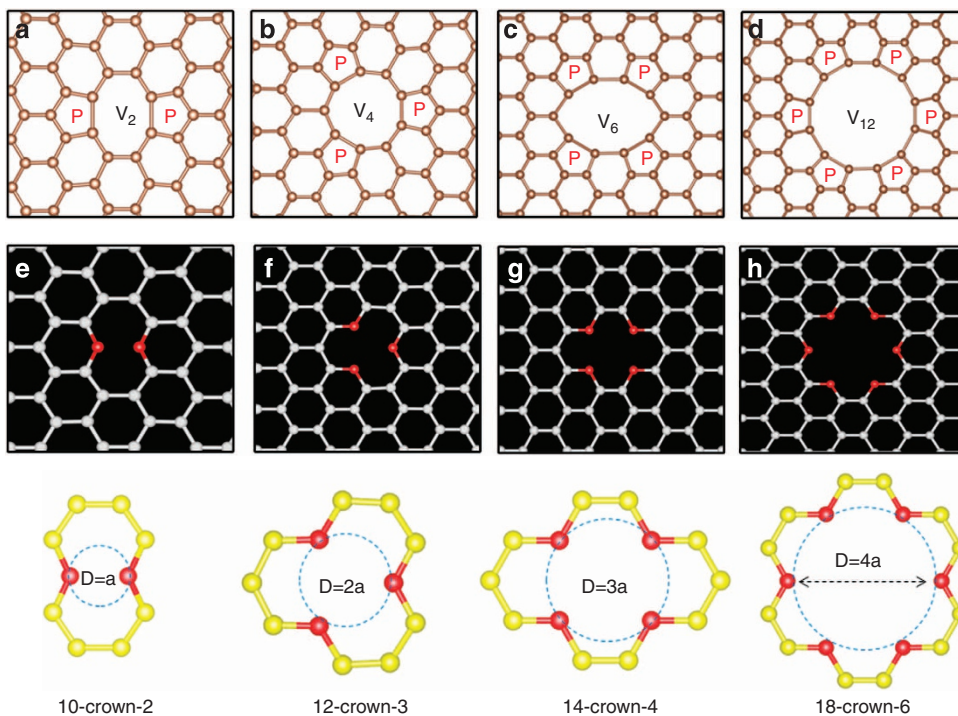 a
P
V2
P
b
P
V4
P
P
c
P
P
V6
P
P
d
P
P
P
V12
P
P
P
e
f
g
h
D=a
D=2a
D=3a
D=4a
10-crown-2
12-crown-3
14-crown-4
18-crown-6